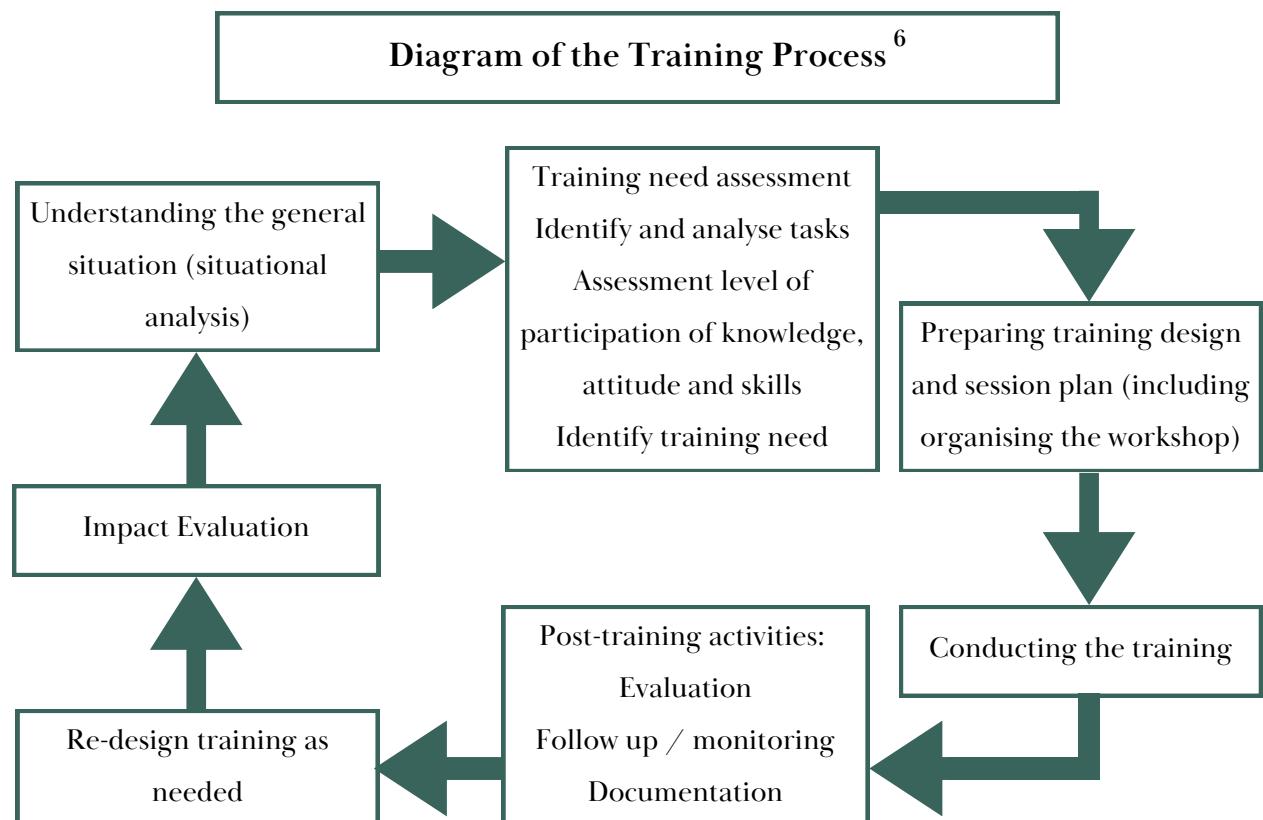 Diagram of the Training Process 6
Understanding the general
situation (situational
analysis)
Training need assessment
Identify and analyse tasks
Assessment level of
participation of knowledge,
attitude and skills
Identify training need
Preparing training design
and session plan (including
organising the workshop)
Conducting the training
Post-training activities:
Evaluation
Follow up / monitoring
Documentation
Re-design training as
needed
Impact Evaluation